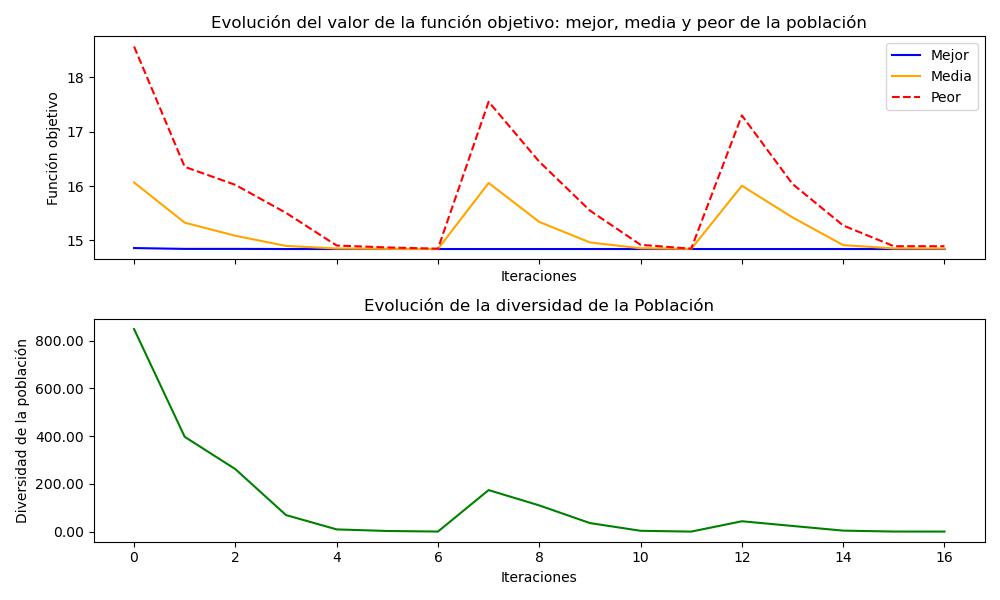 Evolución del valor de la función objetivo: mejor, media y peor de la población
Función objetivo
18
17
16
15
Mejor
Media
Peor
Iteraciones
Evolución de la diversidad de la Población
Diversidad de la población
800.00
600.00
400.00
200.00
0.00
0 2 4 6 8 10 12 14 16
Iteraciones